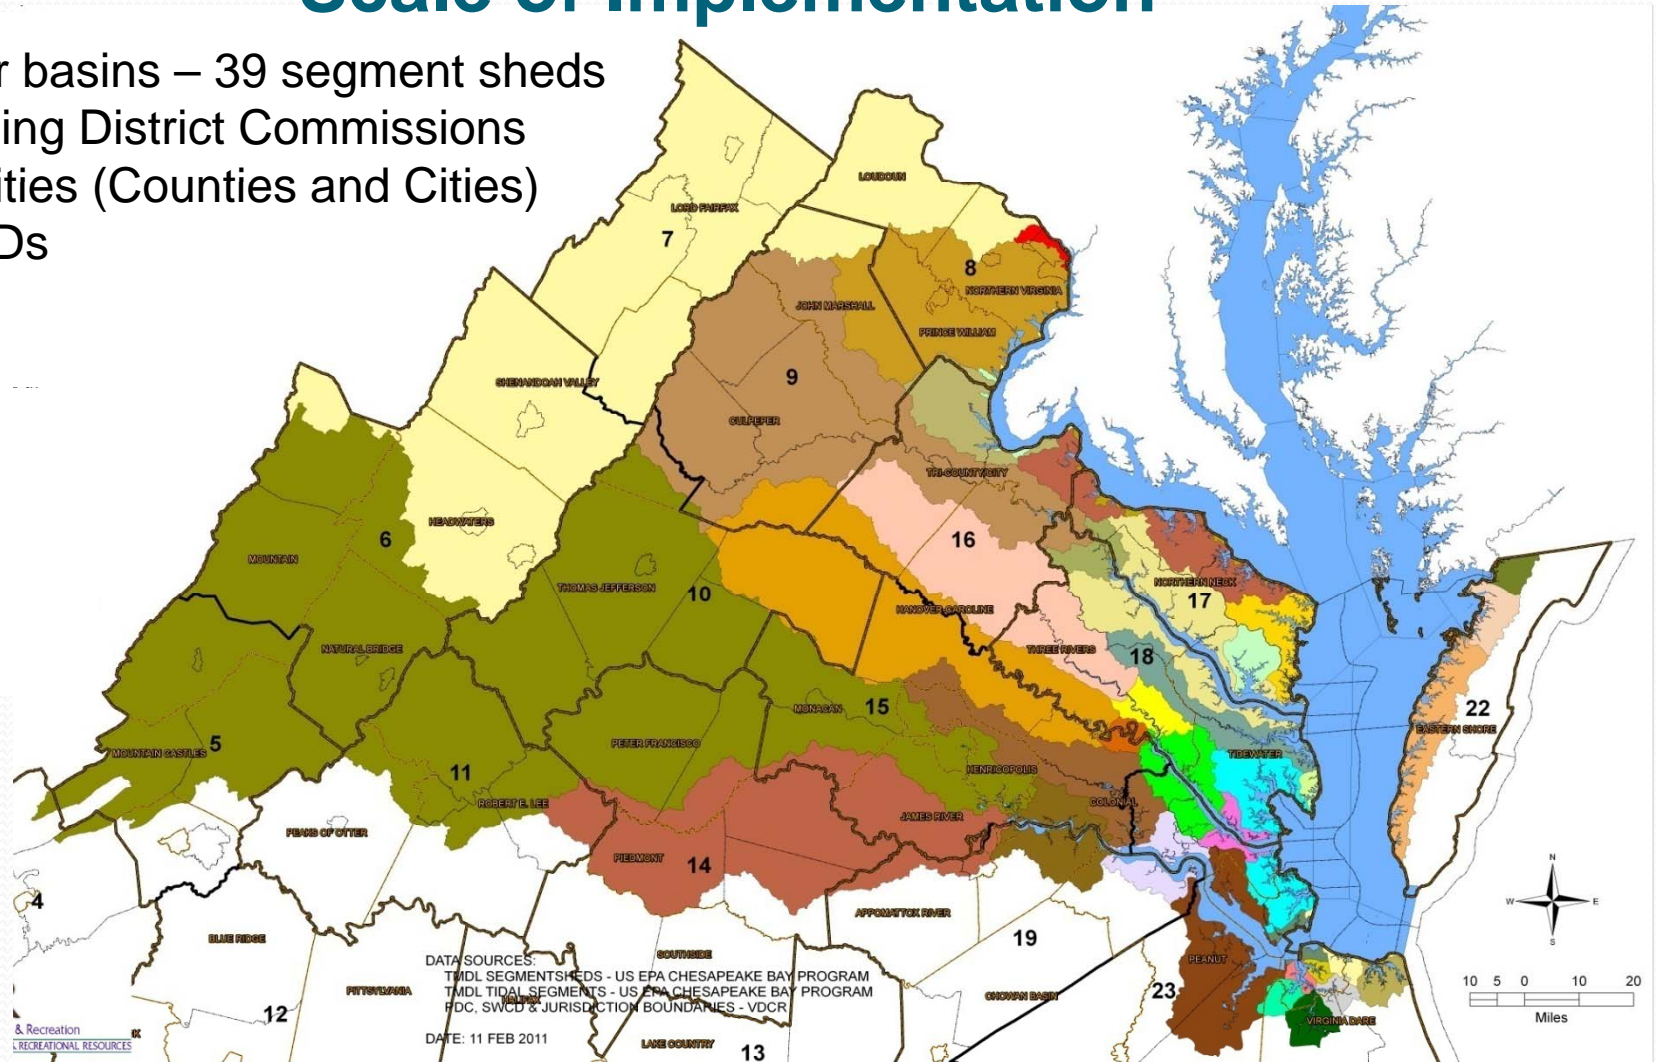 Scale of Implementation
r basins – 39 segment sheds
ing District Commissions
ities (Counties and Cities)
Ds
LOUDOUN
LORD FAIRFAX
7
8
NORTHERN VIRGINIA
JOHN MARSHALL
PRINCE WILLIAM
SHENANDOAH VALLEY
9
CULPEPER
TRI-COUNTY/CITY
HEADWATERS
6
16
MOUNTAIN
THOMAS JEFFERSON
10
NORTHERN NECK
17
HANOVER-CAROLINE
NATURAL BRIDGE
THREE RIVERS
18
MONACAN
15
22
EASTERN SHORE
MOUNTAIN CASTLES
5
PETER FRANCISCO
TIDEWATER
11
HENRICOPOLIS
ROBERT E. LEE
COLONIAL
PEAKS OF OTTER
JAMES RIVER
PIEDMONT
14
4
APPOMATTOX RIVER
N
W
E
S
BLUE RIDGE
19
SOUTHSIDE
PEANUT
DATA SOURCES:
TMDL SEGMENTSHEDS - US EPA CHESAPEAKE BAY PROGRAM
TMDL TIDAL SEGMENTS - US EPA CHESAPEAKE BAY PROGRAM
PDC, SWCD & JURISDICTION BOUNDARIES - VDCR
DATE: 11 FEB 2011
PITTSYLVANIA
HALIFAX
CHOWAN BASIN
23
10 5 0 10 20
Miles
12
VIRGINIA DARE
& Recreation
RECREATIONAL RESOURCES
K
LAKE COUNTRY
13